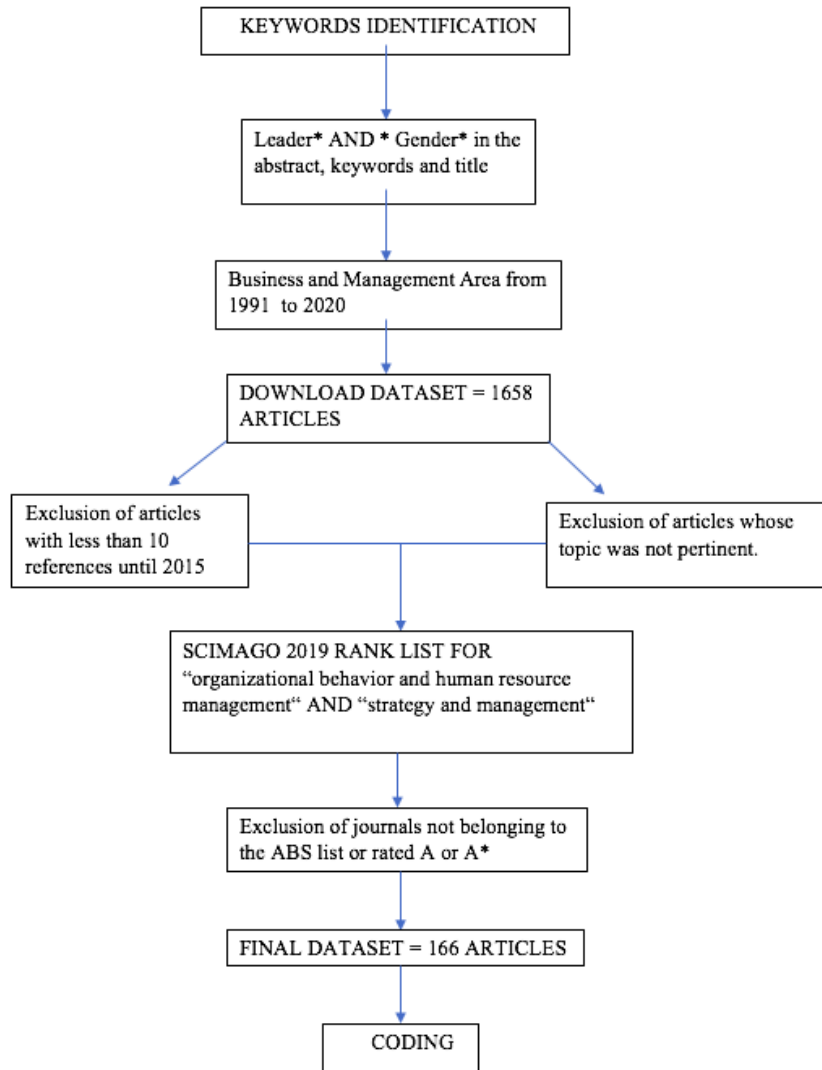 KEYWORDS IDENTIFICATION
Leader* AND * Gender* in the
abstract, keywords and title
Business and Management Area from
1991 to 2020
DOWNLOAD DATASET = 1658
ARTICLES
Exclusion of articles
with less than 10
references until 2015
Exclusion of articles whose
topic was not pertinent.
SCIMAGO 2019 RANK LIST FOR
“organizational behavior and human resource
management“ AND “strategy and management“
Exclusion of journals not belonging to
the ABS list or rated A or A*
FINAL DATASET = 166 ARTICLES
CODING